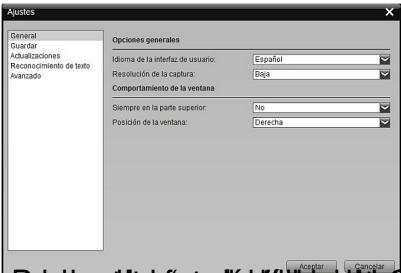 Ajustes
General
Guardar
Actualizaciones
Reconocimiento de texto
Avanzado
Opciones generales
Idioma de la interfaz de usuario: Español
Resolución de la captura: Baja
Comportamiento de la ventana
Siempre en la parte superior: No
Posición de la ventana: Derecha
Aceptar Cancelar